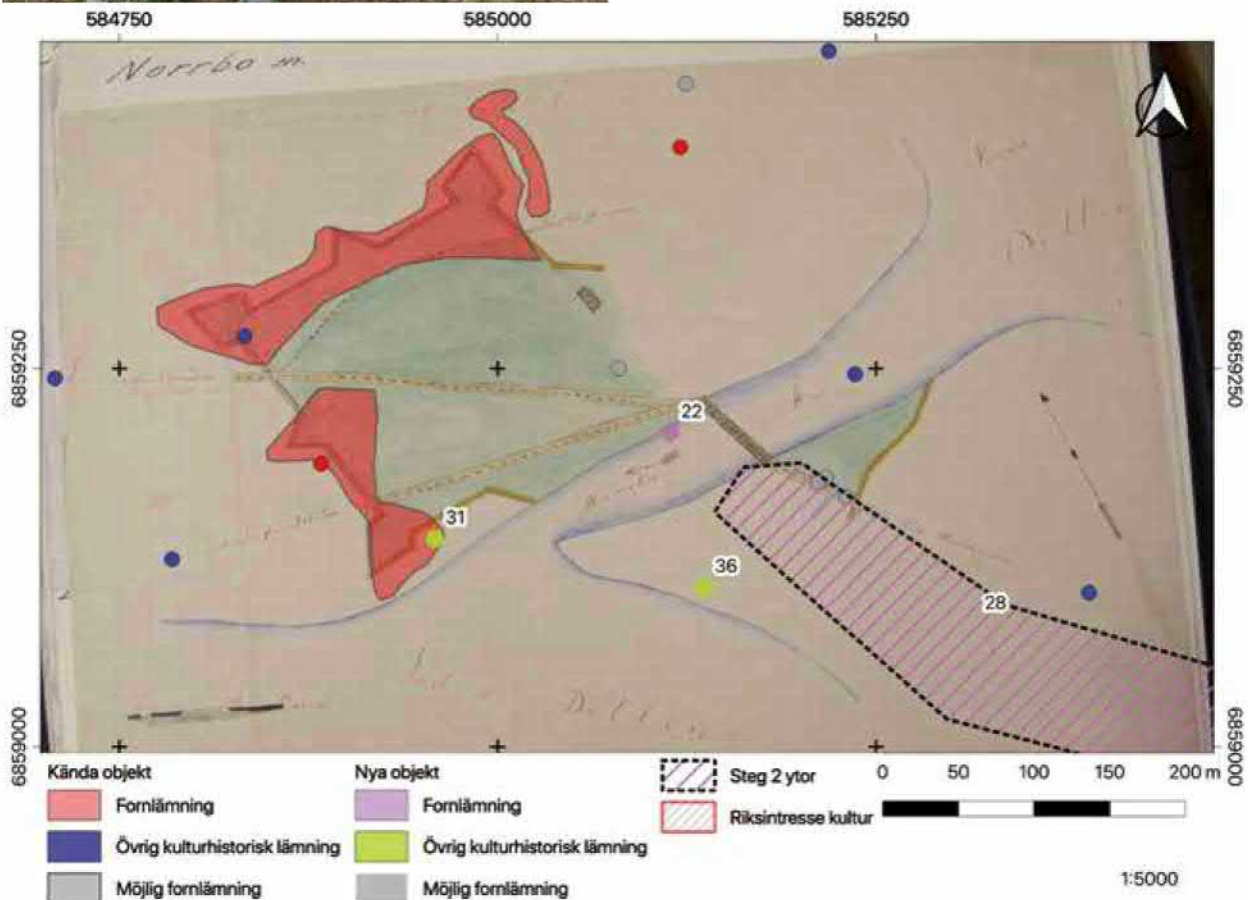 584750 585000 585250
Norrbo
6859250 6859250
22
31
36
28
6859000 6859000
Kända objekt
Fornlämning
Övrig kulturhistorisk lämning
Möjlig fornlämning
Nya objekt
Fornlämning
Övrig kulturhistorisk lämning
Möjlig fornlämning
Steg 2 ytor
Riksintresse kultur
0 50 100 150 200 m
1:5000